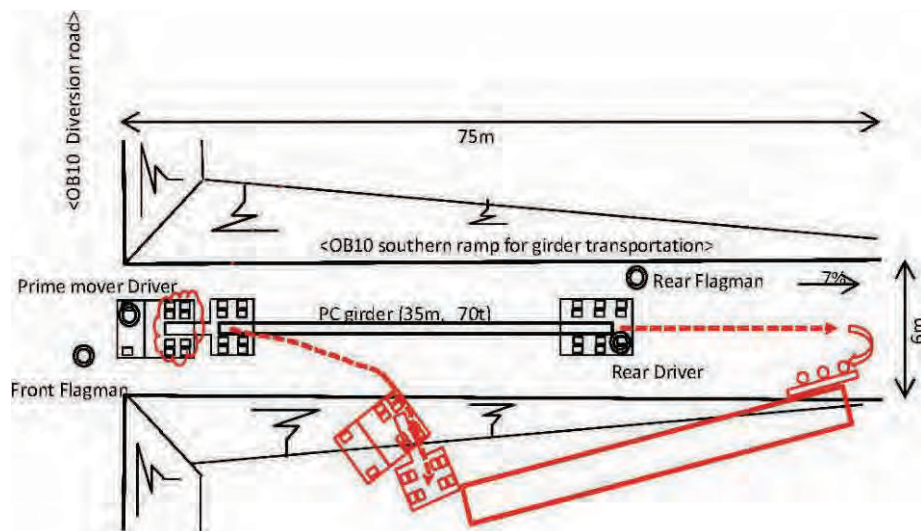 <OB10 Diversion road>
75m
<OB10 southern ramp for girder transportation>
Prime mover Driver
Rear Flagman
7%
PC girder (35m, 70t)
6m
Rear Driver
Front Flagman